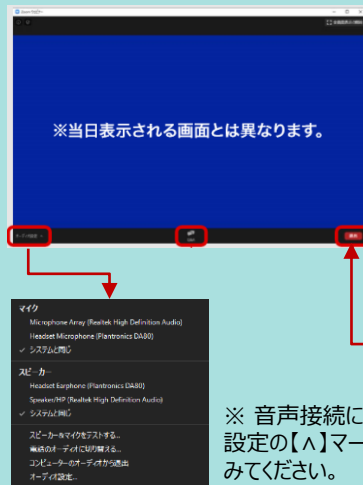 ※当日表示される画面とは異なります。
マイク
Microphone Array (Realtek High Definition Audio)
Headset Microphone (Plantronics DA80)
✓ システムと同じ
スピーカー
Headset Earphone (Plantronics DA80)
Speaker/HP (Realtek High Definition Audio)
✓ システムと同じ
スピーカー&マイクをテストする...
電話のオーディオに切り替える...
コンピューターのオーディオから退出
オーディオ設定...
※ 音声接続に
設定の【∧】マー
みてください。